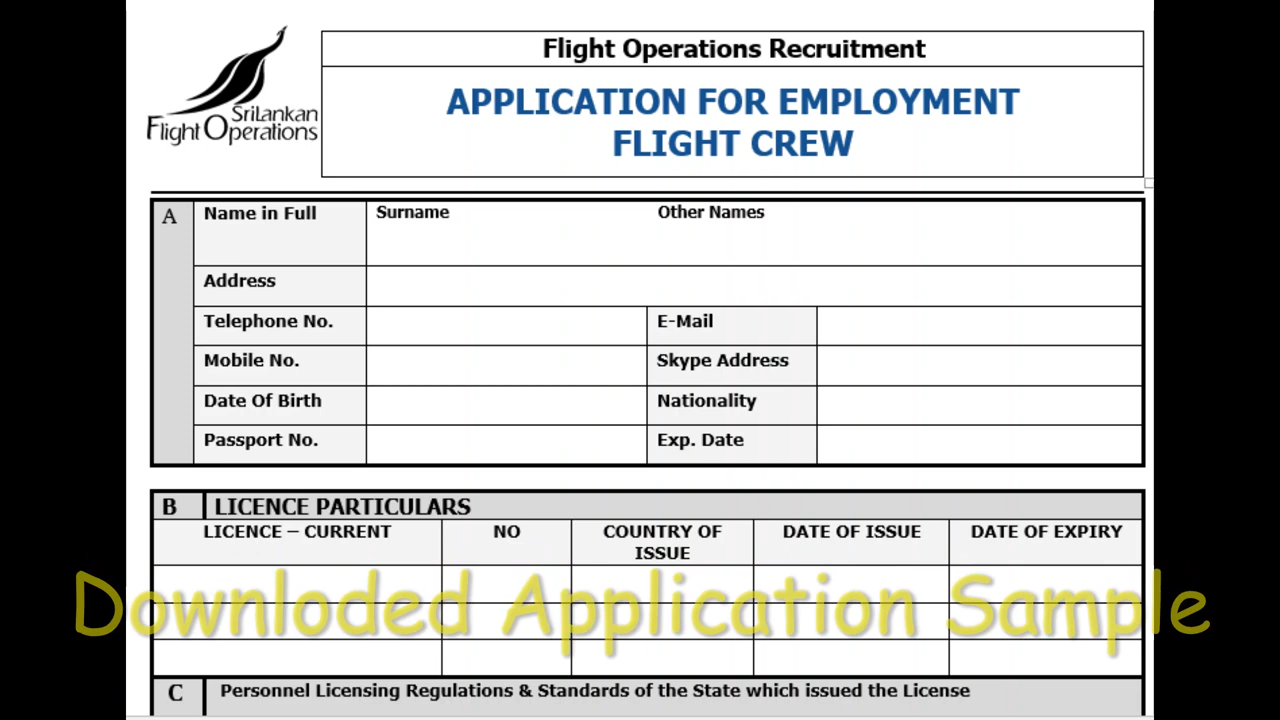 SriLankan
Flight Operations
Flight Operations Recruitment
APPLICATION FOR EMPLOYMENT
FLIGHT CREW
A
Name in Full
Surname
Other Names
Address
Telephone No.
E-Mail
Mobile No.
Skype Address
Date Of Birth
Nationality
Passport No.
Exp. Date
B
LICENCE PARTICULARS
LICENCE – CURRENT
NO
COUNTRY OF
ISSUE
DATE OF ISSUE
DATE OF EXPIRY
Downloded Application Sample
C
Personnel Licensing Regulations & Standards of the State which issued the License